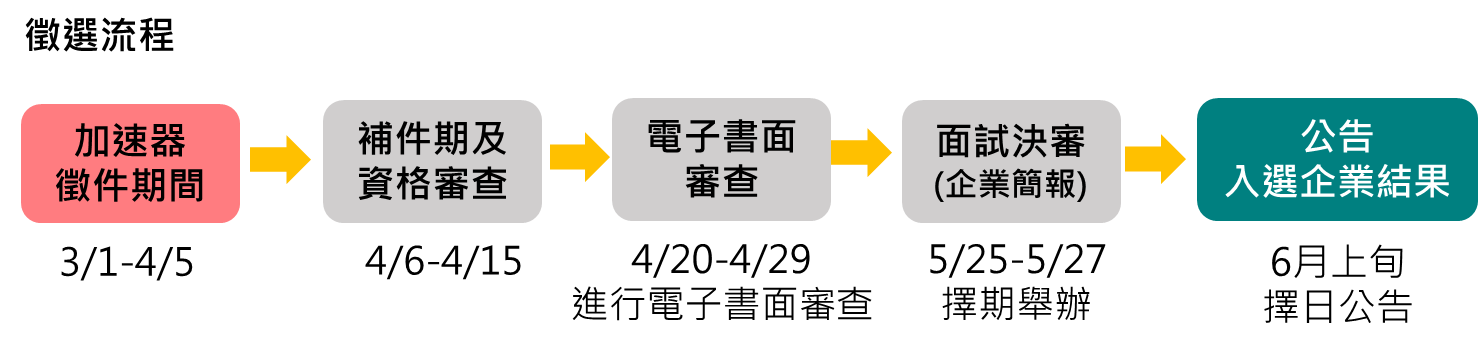 徵選流程
加速器
徵件期間
3/1-4/5
補件期及
資格審查
4/6-4/15
電子書面
審查
4/20-4/29
進行電子書面審查
面試決審
(企業簡報)
5/25-5/27
擇期舉辦
公告
入選企業結果
6月上旬
擇日公告